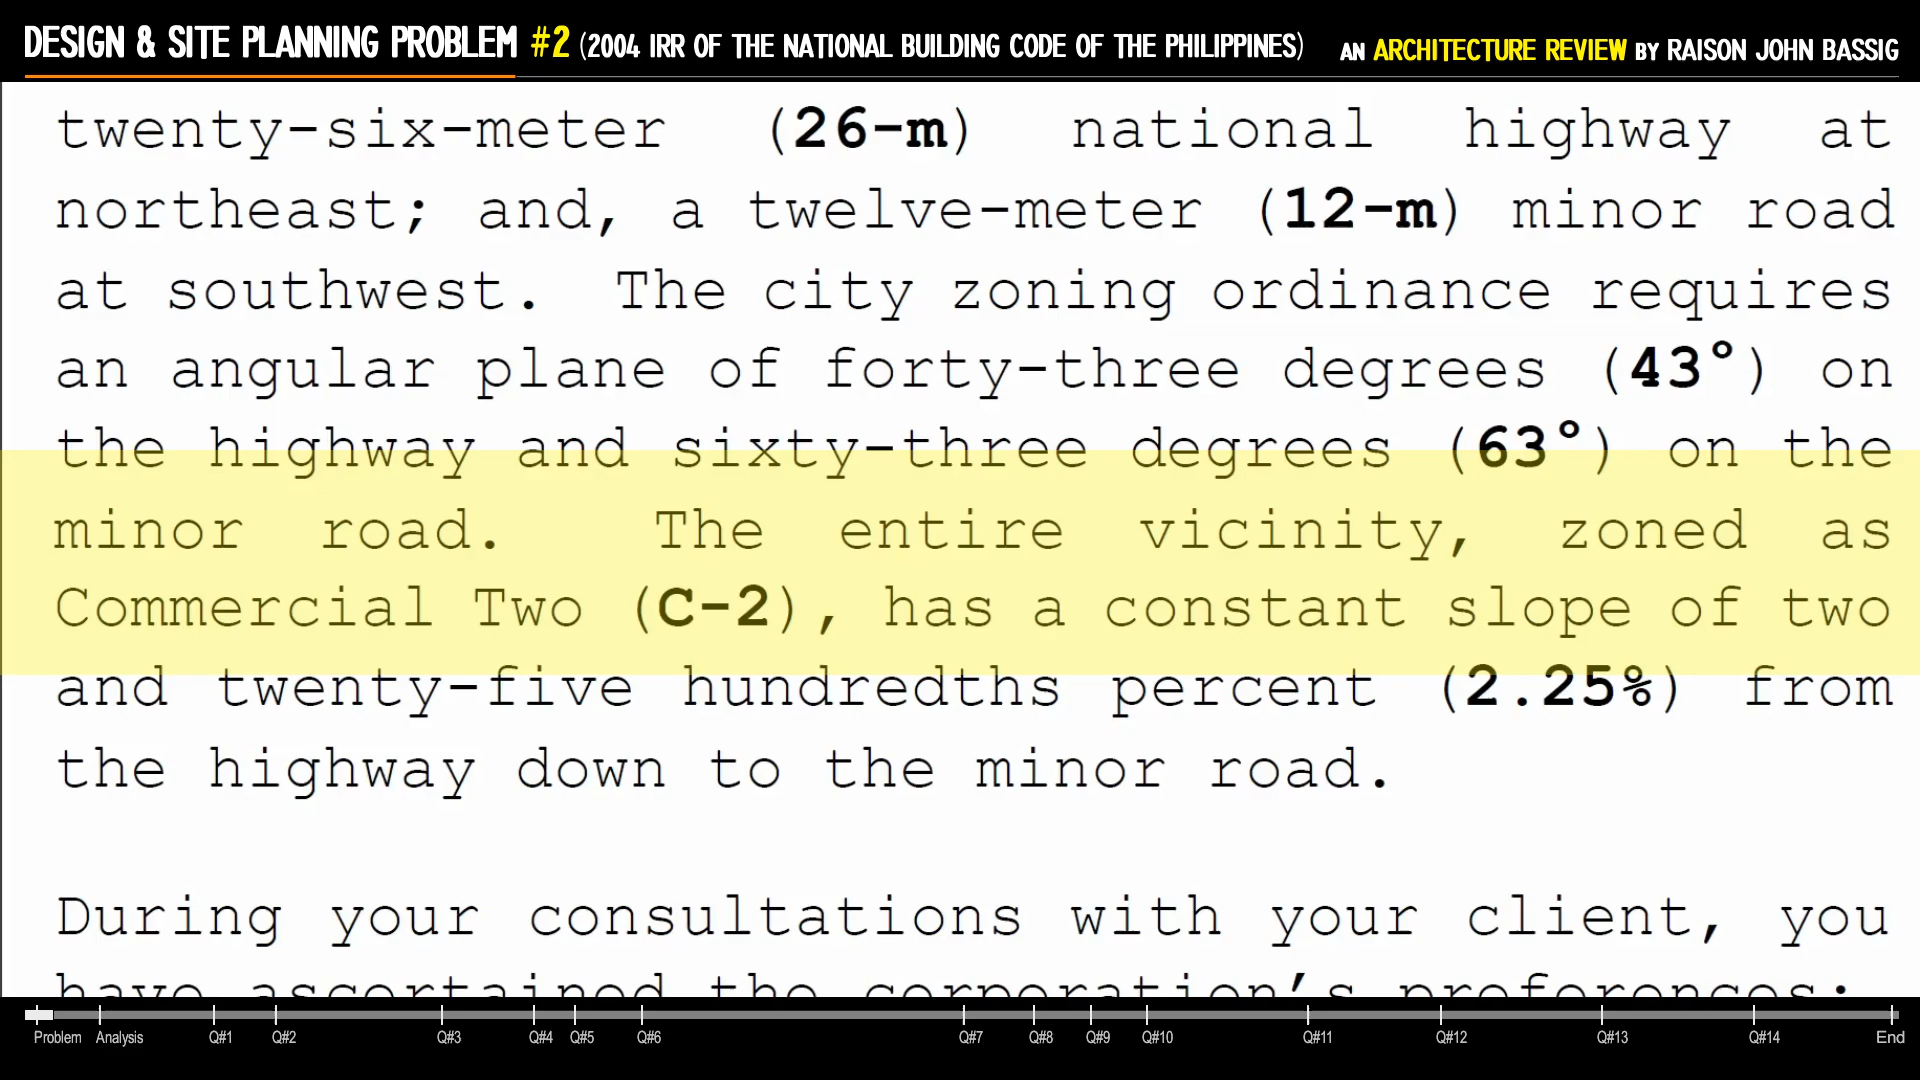 DESIGN & SITE PLANNING PROBLEM #2 (2004 IRR OF THE NATIONAL BUILDING CODE OF THE PHILIPPINES) AN ARCHITECTURE REVIEW BY RAISON JOHN BASSIG
twenty-six-meter (26-m) national highway at
northeast; and, a twelve-meter (12-m) minor road
at southwest. The city zoning ordinance requires
an angular plane of forty-three degrees (43°) on
the highway and sixty-three degrees (63°) on the
minor road. The entire vicinity, zoned as
Commercial Two (C-2), has a constant slope of two
and twenty-five hundredths percent (2.25%) from
the highway down to the minor road.
During your consultations with your client, you
have ascertained the corporation's preferences:
Problem Analysis Q#1 Q#2 Q#3 Q#4 Q#5 Q#6 Q#7 Q#8 Q#9 Q#10 Q#11 Q#12 Q#13 Q#14 End